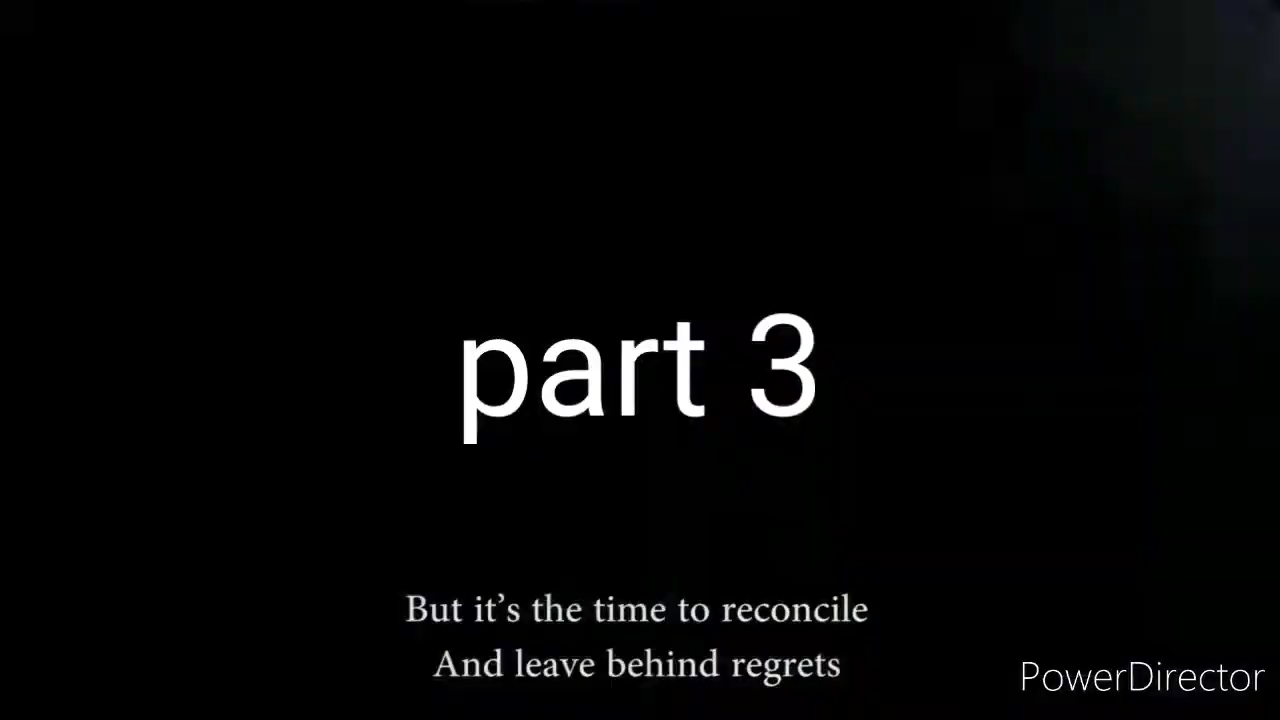 part 3
But it’s the time to reconcile
And leave behind regrets
PowerDirector